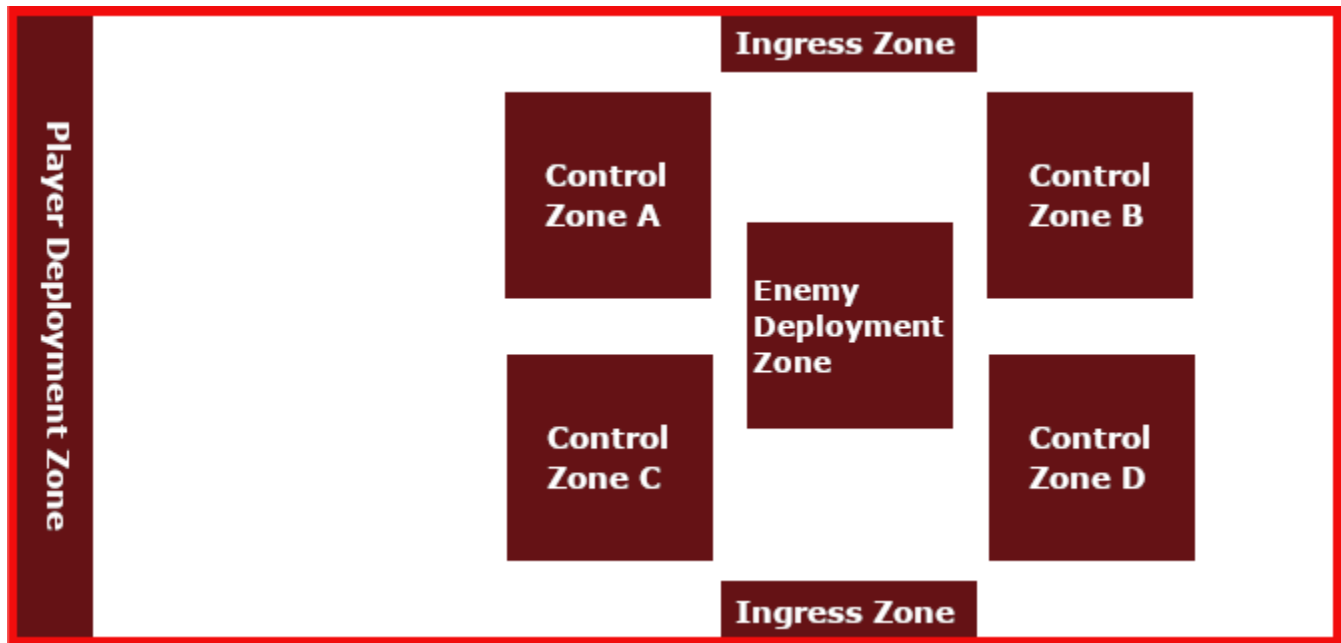 Player Deployment Zone
Ingress Zone
Control
Zone A
Control
Zone B
Enemy
Deployment
Zone
Control
Zone C
Control
Zone D
Ingress Zone